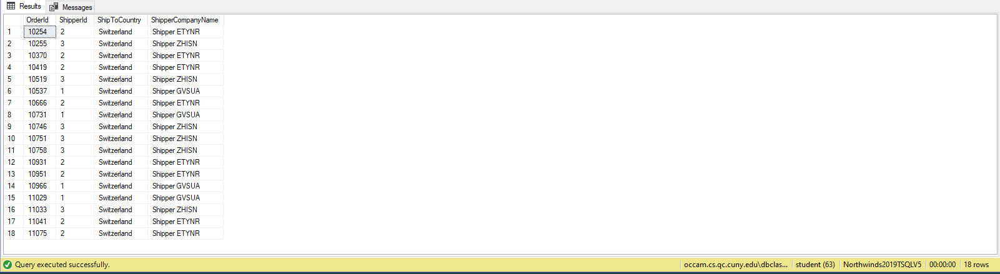 Results Messages
OrderId ShipperId ShipToCountry ShipperCompanyName
1 10254 2 Switzerland Shipper ETYNR
2 10255 3 Switzerland Shipper ZHISN
3 10370 2 Switzerland Shipper ETYNR
4 10419 2 Switzerland Shipper ETYNR
5 10519 3 Switzerland Shipper ZHISN
6 10537 1 Switzerland Shipper GVSUA
7 10666 2 Switzerland Shipper ETYNR
8 10731 1 Switzerland Shipper GVSUA
9 10746 3 Switzerland Shipper ZHISN
10 10751 3 Switzerland Shipper ZHISN
11 10758 3 Switzerland Shipper ZHISN
12 10931 2 Switzerland Shipper ETYNR
13 10951 2 Switzerland Shipper ETYNR
14 10966 1 Switzerland Shipper GVSUA
15 11029 1 Switzerland Shipper GVSUA
16 11033 3 Switzerland Shipper ZHISN
17 11041 2 Switzerland Shipper ETYNR
18 11075 2 Switzerland Shipper ETYNR
Query executed successfully. occam.cs.qc.cuny.edu\dbclas... student (63) Northwinds2019TSQLV5 00:00:00 18 rows